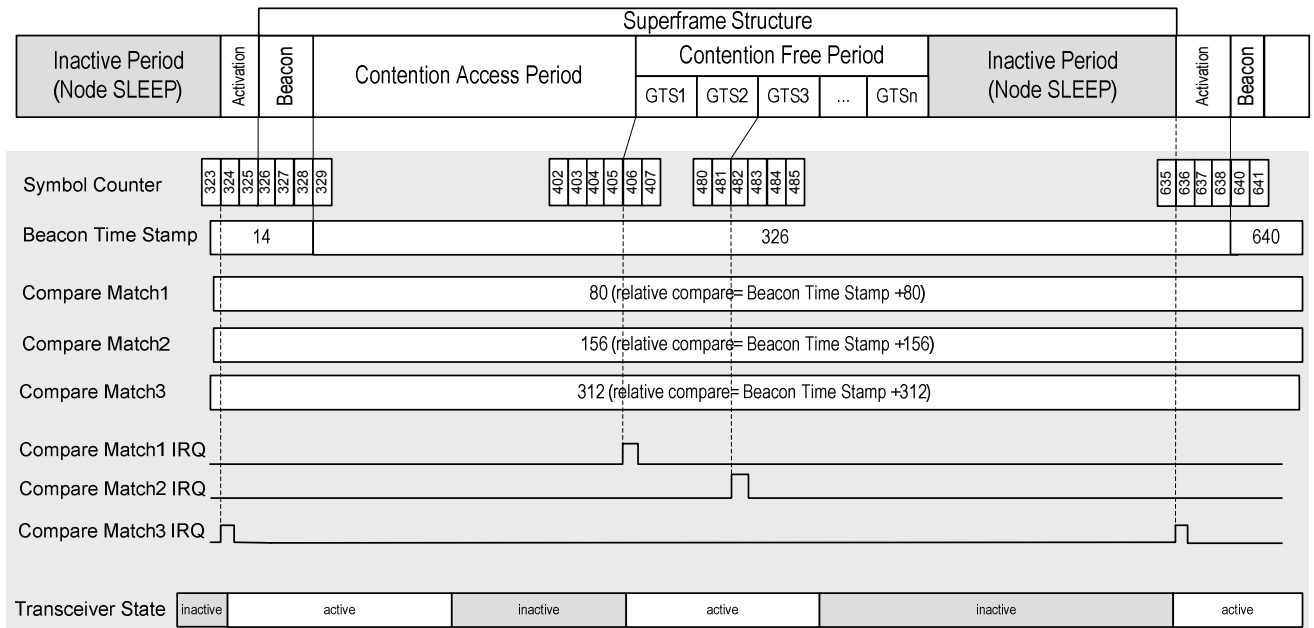 Superframe Structure
Inactive Period
(Node SLEEP)
Activation
Beacon
Contention Access Period
Contention Free Period
GTS1 GTS2 GTS3 ... GTSn
Inactive Period
(Node SLEEP)
Activation
Beacon
Symbol Counter 323 324 325 326 327 328 329 402 403 404 405 406 407 480 481 482 483 484 485 635 636 637 638 640 641
Beacon Time Stamp 14 326 640
Compare Match1 80 (relative compare= Beacon Time Stamp +80)
Compare Match2 156 (relative compare= Beacon Time Stamp +156)
Compare Match3 312 (relative compare= Beacon Time Stamp +312)
Compare Match1 IRQ
Compare Match2 IRQ
Compare Match3 IRQ
Transceiver State inactive active inactive active inactive active